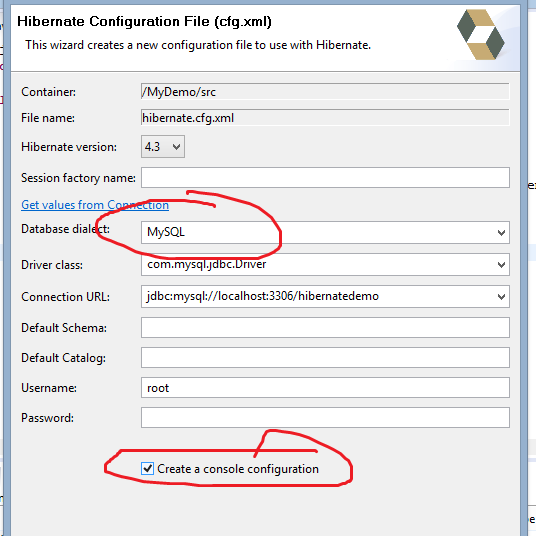 Hibernate Configuration File (cfg.xml)
This wizard creates a new configuration file to use with Hibernate.
Container: /MyDemo/src
File name: hibernate.cfg.xml
Hibernate version: 4.3
Session factory name:
Get values from Connection
Database dialect: MySQL
Driver class: com.mysql.jdbc.Driver
Connection URL: jdbc:mysql://localhost:3306/hibernatedemo
Default Schema:
Default Catalog:
Username: root
Password:
Create a console configuration